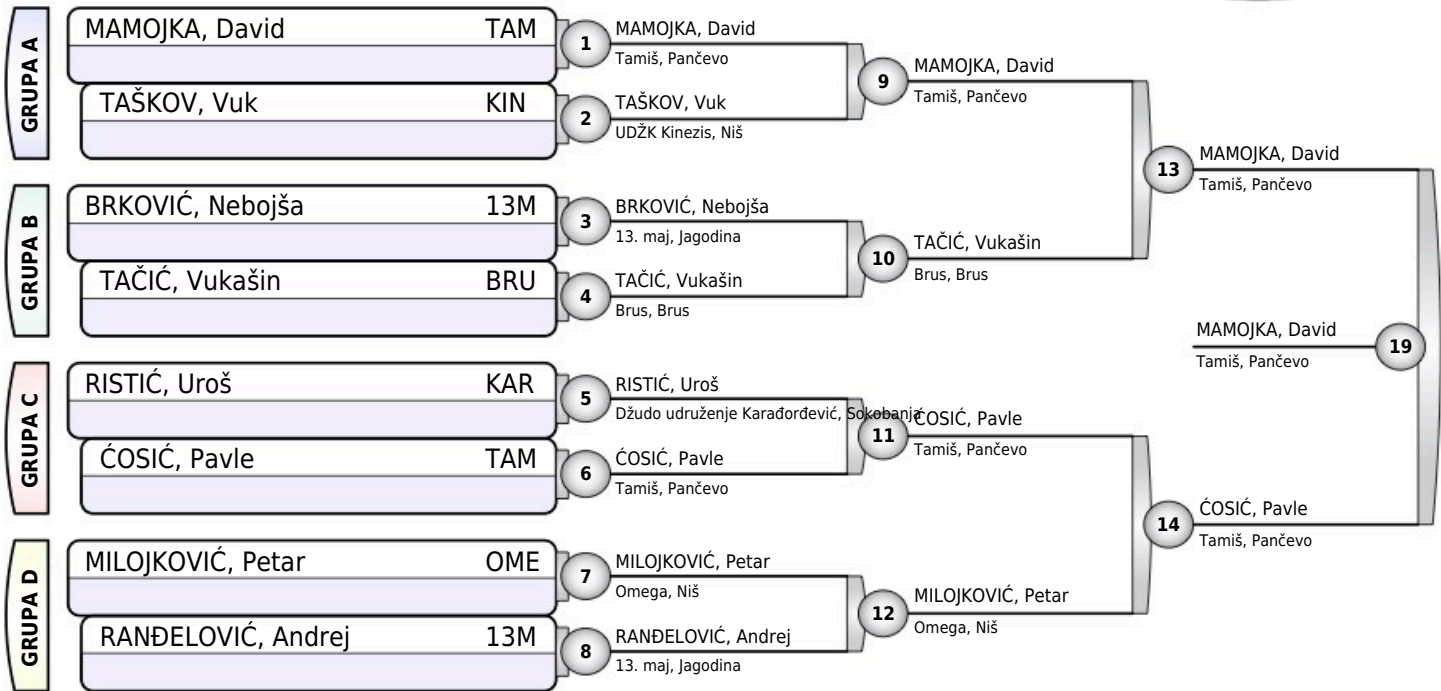 GRUPA A
MAMOJKA, David TAM
TAŠKOV, Vuk KIN
GRUPA B
BRKOVIĆ, Nebojša 13M
TAČIĆ, Vukašin BRU
GRUPA C
RISTIĆ, Uroš KAR
ĆOSIĆ, Pavle TAM
GRUPA D
MILOJKOVIĆ, Petar OME
RANĐELOVIĆ, Andrej 13M
1
MAMOJKA, David
Tamiš, Pančevo
2
TAŠKOV, Vuk
UDŽK Kinezis, Niš
3
BRKOVIĆ, Nebojša
13. maj, Jagodina
4
TAČIĆ, Vukašin
Brus, Brus
5
RISTIĆ, Uroš
Džudo udruženje Karađorđević, Sokobanja
6
ĆOSIĆ, Pavle
Tamiš, Pančevo
7
MILOJKOVIĆ, Petar
Omega, Niš
8
RANĐELOVIĆ, Andrej
13. maj, Jagodina
9
MAMOJKA, David
Tamiš, Pančevo
10
TAČIĆ, Vukašin
Brus, Brus
11
ĆOSIĆ, Pavle
Tamiš, Pančevo
12
MILOJKOVIĆ, Petar
Omega, Niš
13
MAMOJKA, David
Tamiš, Pančevo
14
ĆOSIĆ, Pavle
Tamiš, Pančevo
MAMOJKA, David
Tamiš, Pančevo
19